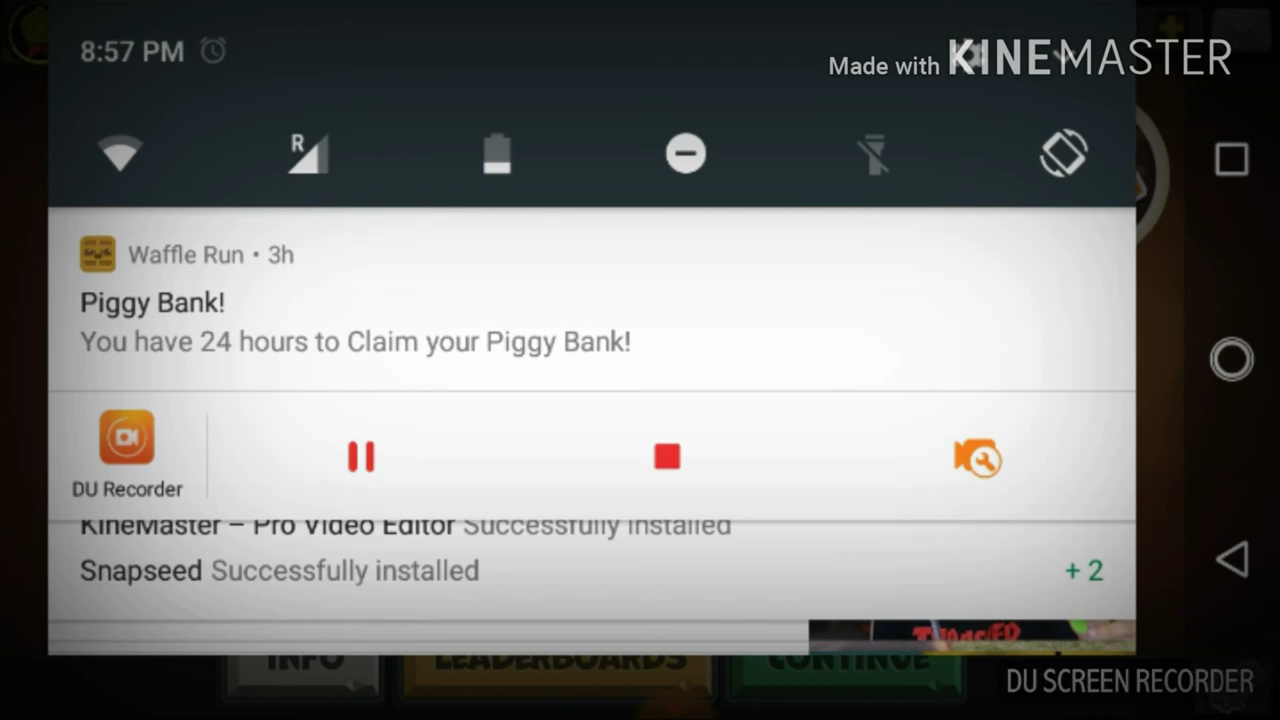 8:57 PM
Made with KINEMASTER
R
Waffle Run • 3h
Piggy Bank!
You have 24 hours to Claim your Piggy Bank!
DU Recorder
KineMaster – Pro Video Editor Successfully installed
Snapseed Successfully installed
+ 2
INFO
LEADERBOARDS
CONTINUE
DU SCREEN RECORDER